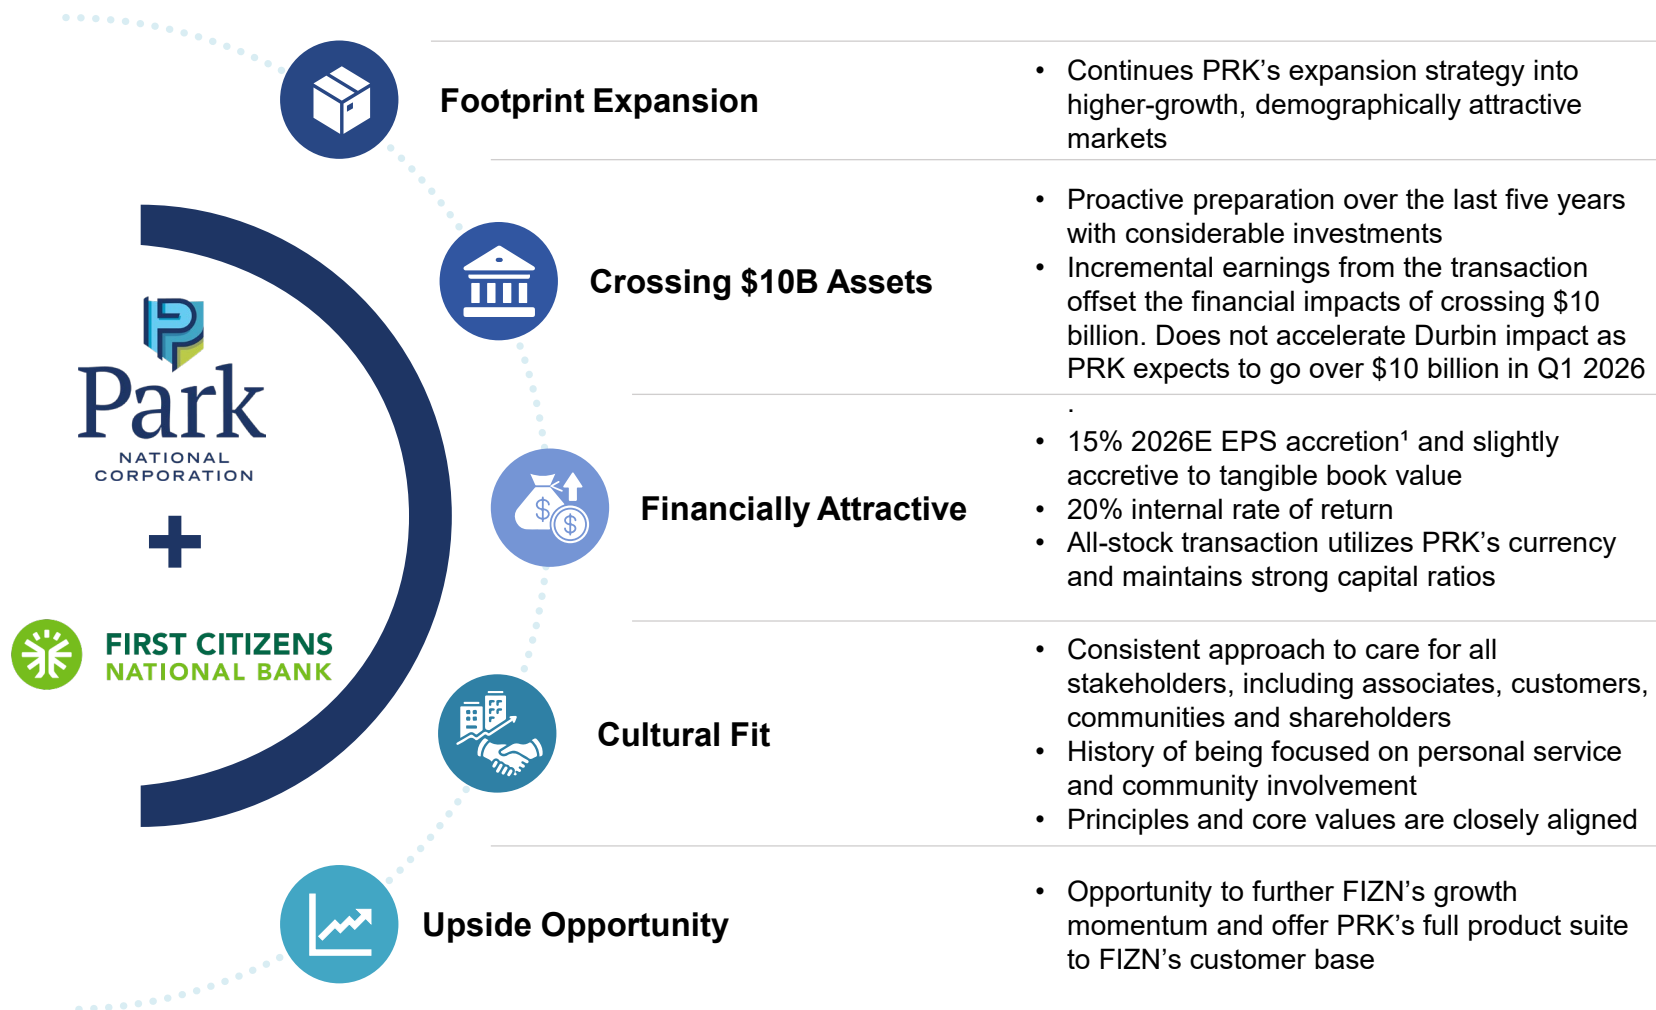 Footprint Expansion
• Continues PRK’s expansion strategy into
higher-growth, demographically attractive
markets
Crossing $10B Assets
• Proactive preparation over the last five years
with considerable investments
• Incremental earnings from the transaction
offset the financial impacts of crossing $10
billion. Does not accelerate Durbin impact as
PRK expects to go over $10 billion in Q1 2026
.
Park
NATIONAL
CORPORATION
+
FIRST CITIZENS
NATIONAL BANK
Financially Attractive
• 15% 2026E EPS accretion¹ and slightly
accretive to tangible book value
• 20% internal rate of return
• All-stock transaction utilizes PRK’s currency
and maintains strong capital ratios
$
$
Cultural Fit
• Consistent approach to care for all
stakeholders, including associates, customers,
communities and shareholders
• History of being focused on personal service
and community involvement
• Principles and core values are closely aligned
Upside Opportunity
• Opportunity to further FIZN’s growth
momentum and offer PRK’s full product suite
to FIZN’s customer base